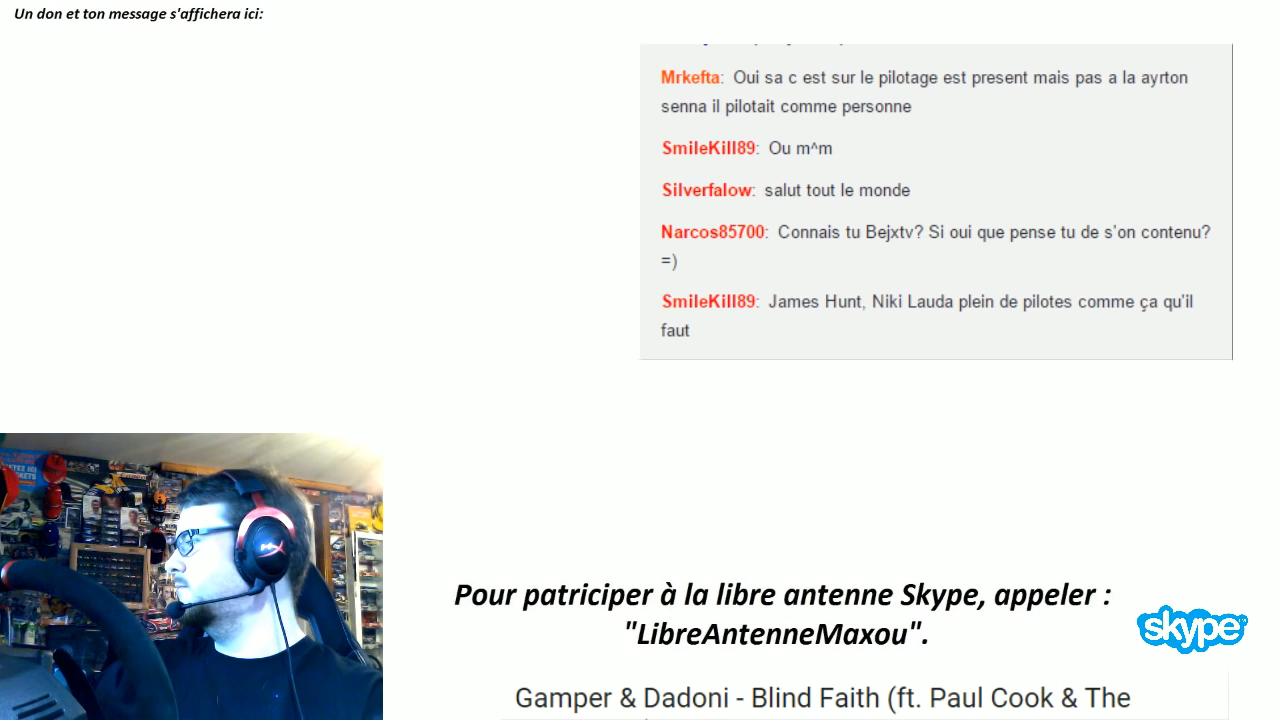 Un don et ton message s'affichera ici:
Mrkefta: Oui sa c est sur le pilotage est present mais pas a la ayrton
senna il pilotait comme personne
SmileKill89: Ou m^m
Silverfalow: salut tout le monde
Narcos85700: Connais tu Bejxtv? Si oui que pense tu de s'on contenu?
=)
SmileKill89: James Hunt, Niki Lauda plein de pilotes comme ça qu'il
faut
Pour patriciper à la libre antenne Skype, appeler :
"LibreAntenneMaxou".
skype
Gamper & Dadoni - Blind Faith (ft. Paul Cook & The